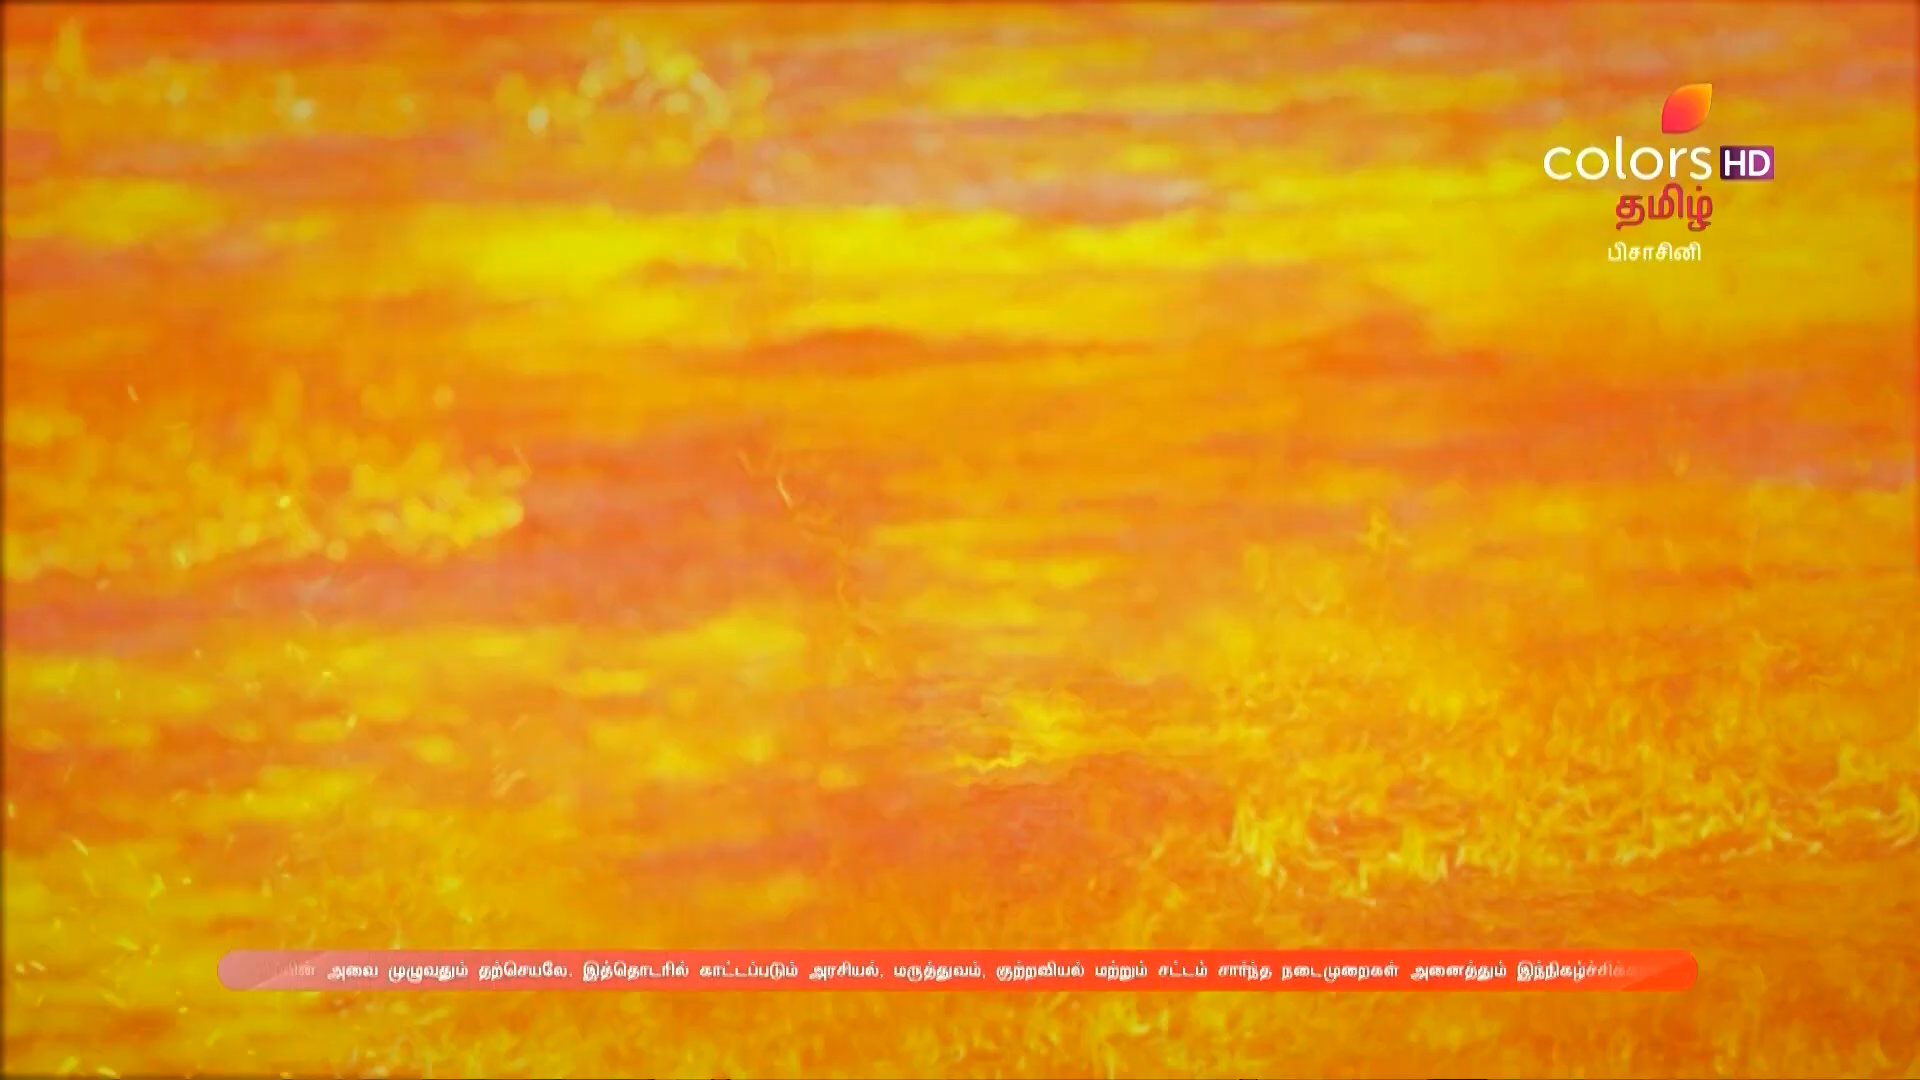 colors HD
தமிழ்
பிசாசினி
அவை முழுவதும் தற்செயலே. இத்தொடரில் காட்டப்படும் அரசியல், மருத்துவம், குற்றவியல் மற்றும் சட்டம் சார்ந்த நடைமுறைகள் அனைத்தும்